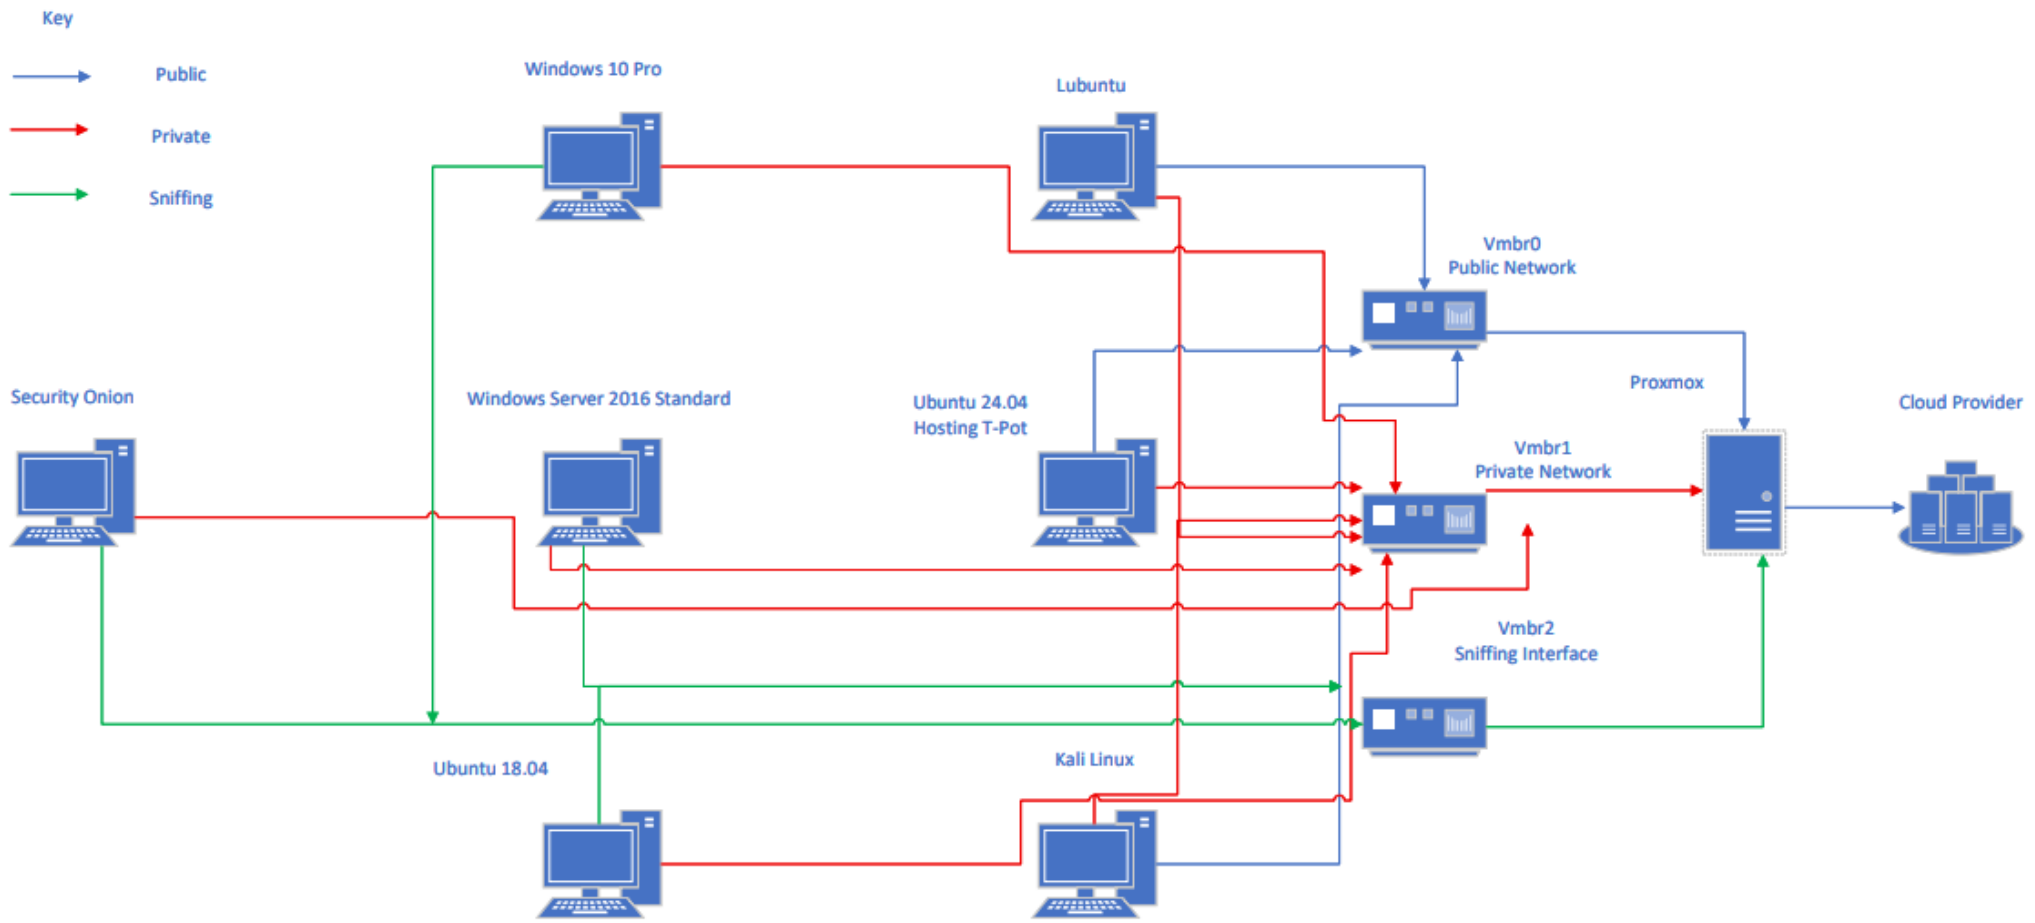 Key
Public
Private
Sniffing
Windows 10 Pro
Lubuntu
Vmbr0
Public Network
Security Onion
Windows Server 2016 Standard
Ubuntu 24.04
Hosting T-Pot
Proxmox
Cloud Provider
Vmbr1
Private Network
Vmbr2
Sniffing Interface
Ubuntu 18.04
Kali Linux